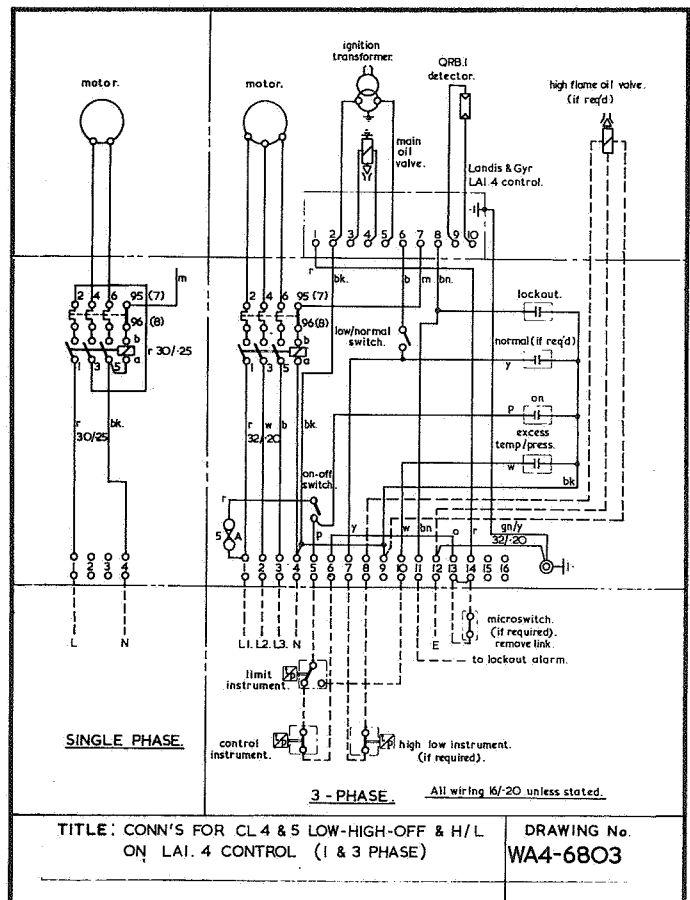 ignition
transformer.
QRB.1
detector.
high flame oil valve.
(if req'd)
motor.
motor.
main
oil
valve.
Landis & Gyr
LAI.4 control.
1 2 3 4 5 6 7 8 9 10
r
bk.
b
m
bn.
m
2 4 6 95 (7)
96 (8)
b
a
1 3 5
r 30/·25
2 4 6 95 (7)
96(8)
b
a
1 3 5
low/normal
switch.
lockout.
normal (if req'd)
y
p
on
excess
temp/press.
w
bk
r
bk.
30/·25
r w b bk.
32/·20
on-off
switch.
r
5 A
p
y
w
bn
r
gn/y
32/·20
1 2 3 4
1 2 3 4 5 6 7 8 9 10 11 12 13 14 15 16
L N
L1. L2. L3. N
E
microswitch.
(if required).
remove link.
to lockout alarm.
limit
instrument.
t/p
control
instrument.
t/p
t/p
high low instrument.
(if required).
SINGLE PHASE.
3 - PHASE.
All wiring 16/·20 unless stated.
TITLE: CONN'S FOR CL4 & 5 LOW-HIGH-OFF & H/L
ON LAI. 4 CONTROL (1 & 3 PHASE)
DRAWING No.
WA4-6803